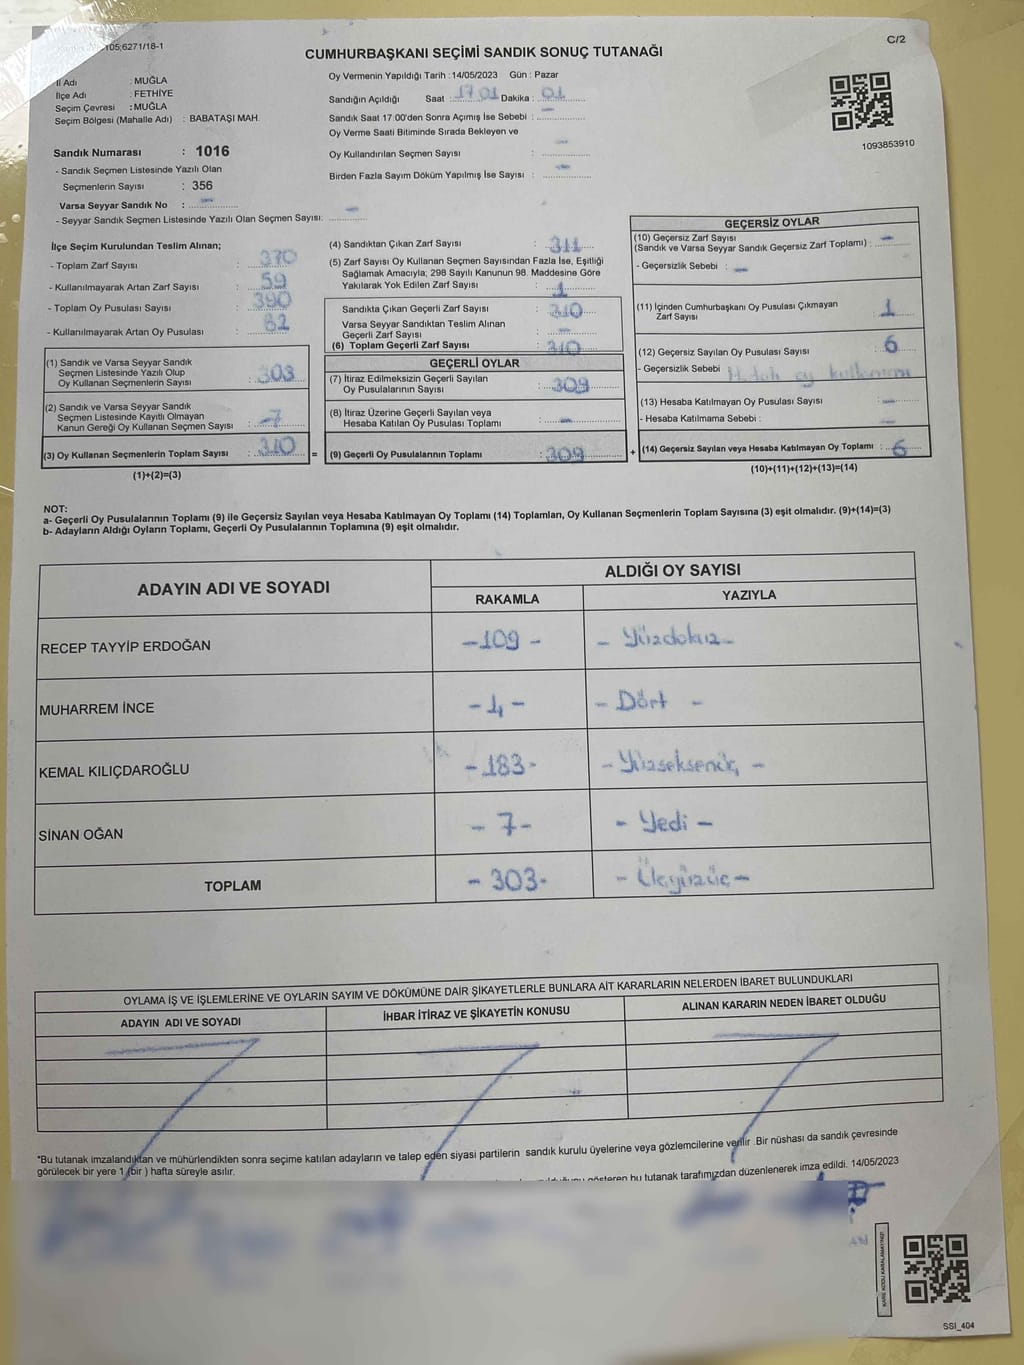 105;6271/18-1
C/2
CUMHURBAŞKANI SEÇİMİ SANDIK SONUÇ TUTANAĞI
İl Adı : MUĞLA
İlçe Adı : FETHİYE
Seçim Çevresi : MUĞLA
Seçim Bölgesi (Mahalle Adı) : BABATAŞI MAH.
Sandık Numarası : 1016
- Sandık Seçmen Listesinde Yazılı Olan
Seçmenlerin Sayısı : 356
Varsa Seyyar Sandık No : -
- Seyyar Sandık Seçmen Listesinde Yazılı Olan Seçmen Sayısı: -
Oy Vermenin Yapıldığı Tarih : 14/05/2023 Gün : Pazar
Sandığın Açıldığı Saat : 17 01 Dakika : 01
Sandık Saat 17:00'den Sonra Açımış İse Sebebi : -
Oy Verme Saati Bitiminde Sırada Bekleyen ve
Oy Kullandırılan Seçmen Sayısı : -
Birden Fazla Sayım Döküm Yapılmış İse Sayısı : -
1093853910
İlçe Seçim Kurulundan Teslim Alınan;
- Toplam Zarf Sayısı : 370
- Kullanılmayarak Artan Zarf Sayısı : 59
- Toplam Oy Pusulası Sayısı : 390
- Kullanılmayarak Artan Oy Pusulası : 82
(1) Sandık ve Varsa Seyyar Sandık
Seçmen Listesinde Yazılı Olup
Oy Kullanan Seçmenlerin Sayısı : 303
(2) Sandık ve Varsa Seyyar Sandık
Seçmen Listesinde Kayıtlı Olmayan
Kanun Gereği Oy Kullanan Seçmen Sayısı : -7
(3) Oy Kullanan Seçmenlerin Toplam Sayısı : 310 =
(1)+(2)=(3)
(4) Sandıktan Çıkan Zarf Sayısı : 311
(5) Zarf Sayısı Oy Kullanan Seçmen Sayısından Fazla İse, Eşitliği
Sağlamak Amacıyla; 298 Sayılı Kanunun 98. Maddesine Göre
Yakılarak Yok Edilen Zarf Sayısı : 1
Sandıkta Çıkan Geçerli Zarf Sayısı : 310
Varsa Seyyar Sandıktan Teslim Alınan
Geçerli Zarf Sayısı : -
(6) Toplam Geçerli Zarf Sayısı : 310
GEÇERLİ OYLAR
(7) İtiraz Edilmeksizin Geçerli Sayılan
Oy Pusulalarının Sayısı : 309
(8) İtiraz Üzerine Geçerli Sayılan veya
Hesaba Katılan Oy Pusulası Toplamı : -
(9) Geçerli Oy Pusulalarının Toplamı : 309 +
GEÇERSİZ OYLAR
(10) Geçersiz Zarf Sayısı
(Sandık ve Varsa Seyyar Sandık Geçersiz Zarf Toplamı) : -
- Geçersizlik Sebebi : -
(11) İçinden Cumhurbaşkanı Oy Pusulası Çıkmayan
Zarf Sayısı : 1
(12) Geçersiz Sayılan Oy Pusulası Sayısı : 6
- Geçersizlik Sebebi : Hatalı oy kullanımı
(13) Hesaba Katılmayan Oy Pusulası Sayısı : -
- Hesaba Katılmama Sebebi : -
(14) Geçersiz Sayılan veya Hesaba Katılmayan Oy Toplamı : 6
(10)+(11)+(12)+(13)=(14)
NOT:
a- Geçerli Oy Pusulalarının Toplamı (9) ile Geçersiz Sayılan veya Hesaba Katılmayan Oy Toplamı (14) Toplamları, Oy Kullanan Seçmenlerin Toplam Sayısına (3) eşit olmalıdır. (9)+(14)=(3)
b- Adayların Aldığı Oyların Toplamı, Geçerli Oy Pusulalarının Toplamına (9) eşit olmalıdır.
ADAYIN ADI VE SOYADI ALDIĞI OY SAYISI
RAKAMLA YAZIYLA
RECEP TAYYİP ERDOĞAN -109- - Yüzdokuz -
MUHARREM İNCE -4- - Dört -
KEMAL KILIÇDAROĞLU -183- - Yüzseksenüç -
SİNAN OĞAN -7- - Yedi -
TOPLAM -303- - Üçyüzüç -
OYLAMA İŞ VE İŞLEMLERİNE VE OYLARIN SAYIM VE DÖKÜMÜNE DAİR ŞİKAYETLERLE BUNLARA AİT KARARLARIN NELERDEN İBARET BULUNDUKLARI
ADAYIN ADI VE SOYADI İHBAR İTİRAZ VE ŞİKAYETİN KONUSU ALINAN KARARIN NEDEN İBARET OLDUĞU
*Bu tutanak imzalandıktan ve mühürlendikten sonra seçime katılan adayların ve talep eden siyasi partilerin sandık kurulu üyelerine veya gözlemcilerine verilir .Bir nüshası da sandık çevresinde
görülecek bir yere 1 (bir ) hafta süreyle asılır.
gösteren bu tutanak tarafımızdan düzenlenerek imza edildi. 14/05/2023
KARE KODU KARALAMAYINIZ!
SSİ_404